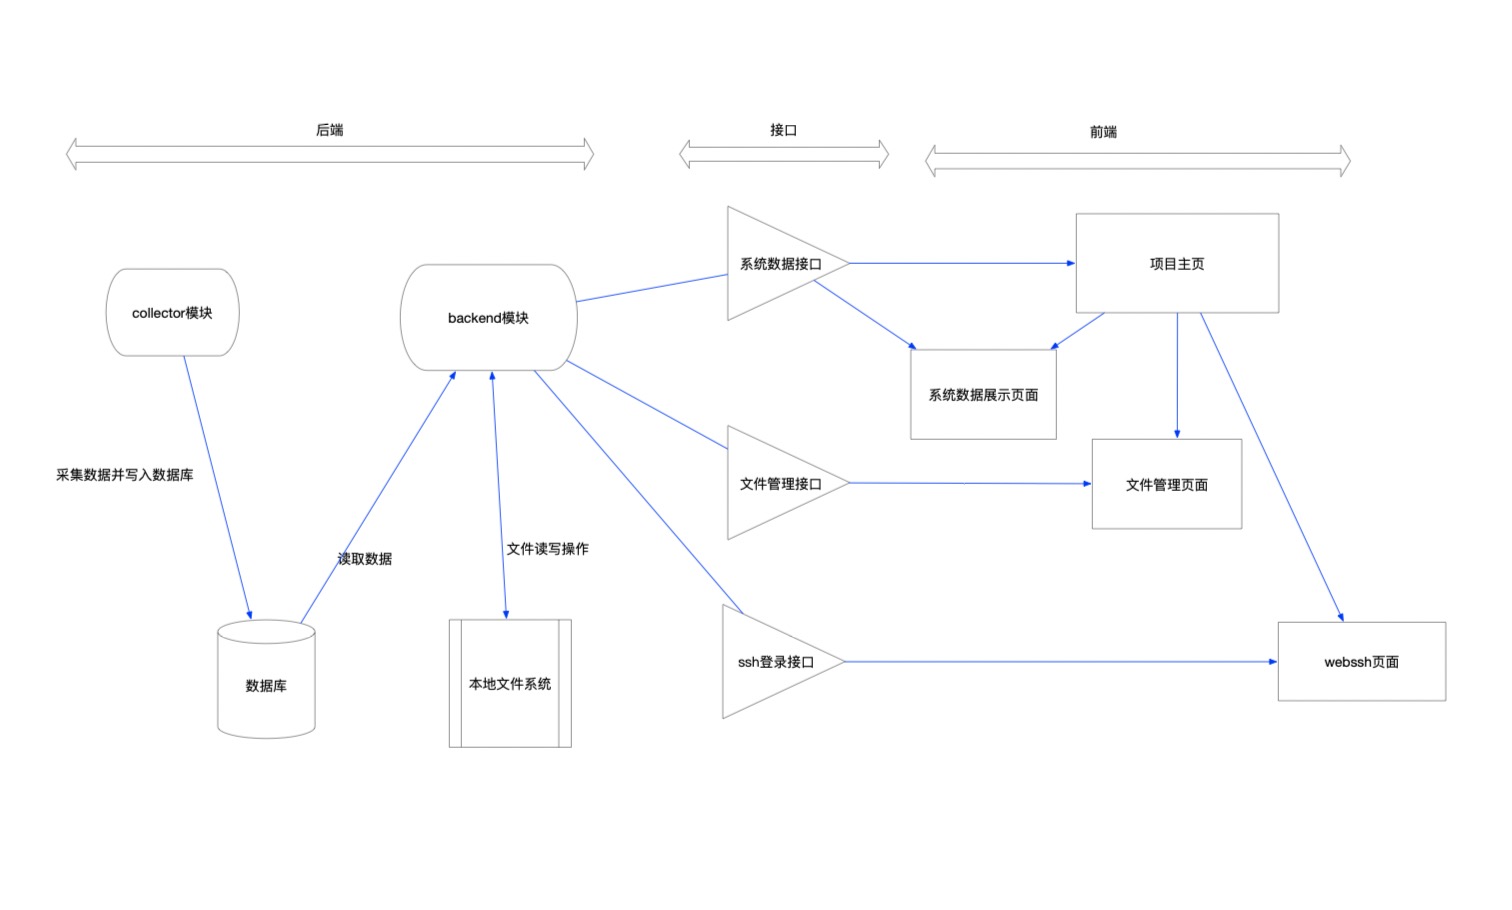 后端
接口
前端
系统数据接口
项目主页
collector模块
backend模块
系统数据展示页面
采集数据并写入数据库
文件管理接口
文件管理页面
读取数据
文件读写操作
ssh登录接口
webssh页面
数据库
本地文件系统